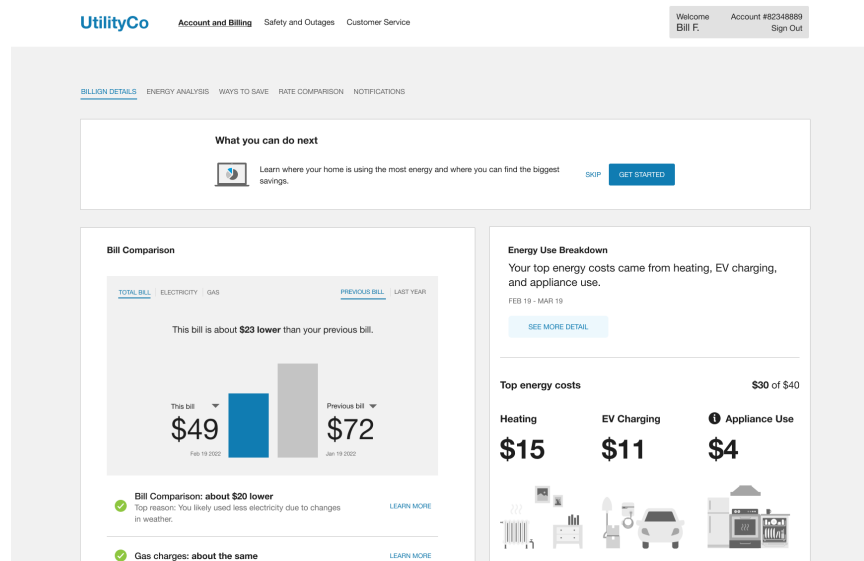 UtilityCo
Account and Billing Safety and Outages Customer Service
Welcome Account #82348889
Bill F. Sign Out
BILLIGN DETAILS ENERGY ANALYSIS WAYS TO SAVE RATE COMPARISON NOTIFICATIONS
What you can do next
Learn where your home is using the most energy and where you can find the biggest
savings.
SKIP GET STARTED
Bill Comparison
TOTAL BILL ELECTRICITY GAS PREVIOUS BILL LAST YEAR
This bill is about $23 lower than your previous bill.
This bill
$49
Feb 19 2022
Previous bill
$72
Jan 19 2022
Bill Comparison: about $20 lower
Top reason: You likely used less electricity due to changes
in weather.
LEARN MORE
Gas charges: about the same
LEARN MORE
Energy Use Breakdown
Your top energy costs came from heating, EV charging,
and appliance use.
FEB 19 - MAR 19
SEE MORE DETAIL
Top energy costs $30 of $40
Heating EV Charging Appliance Use
$15 $11 $4